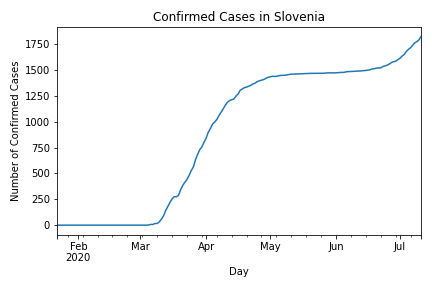 Confirmed Cases in Slovenia
Number of Confirmed Cases
1750
1500
1250
1000
750
500
250
0
Feb Mar Apr May Jun Jul
2020
Day